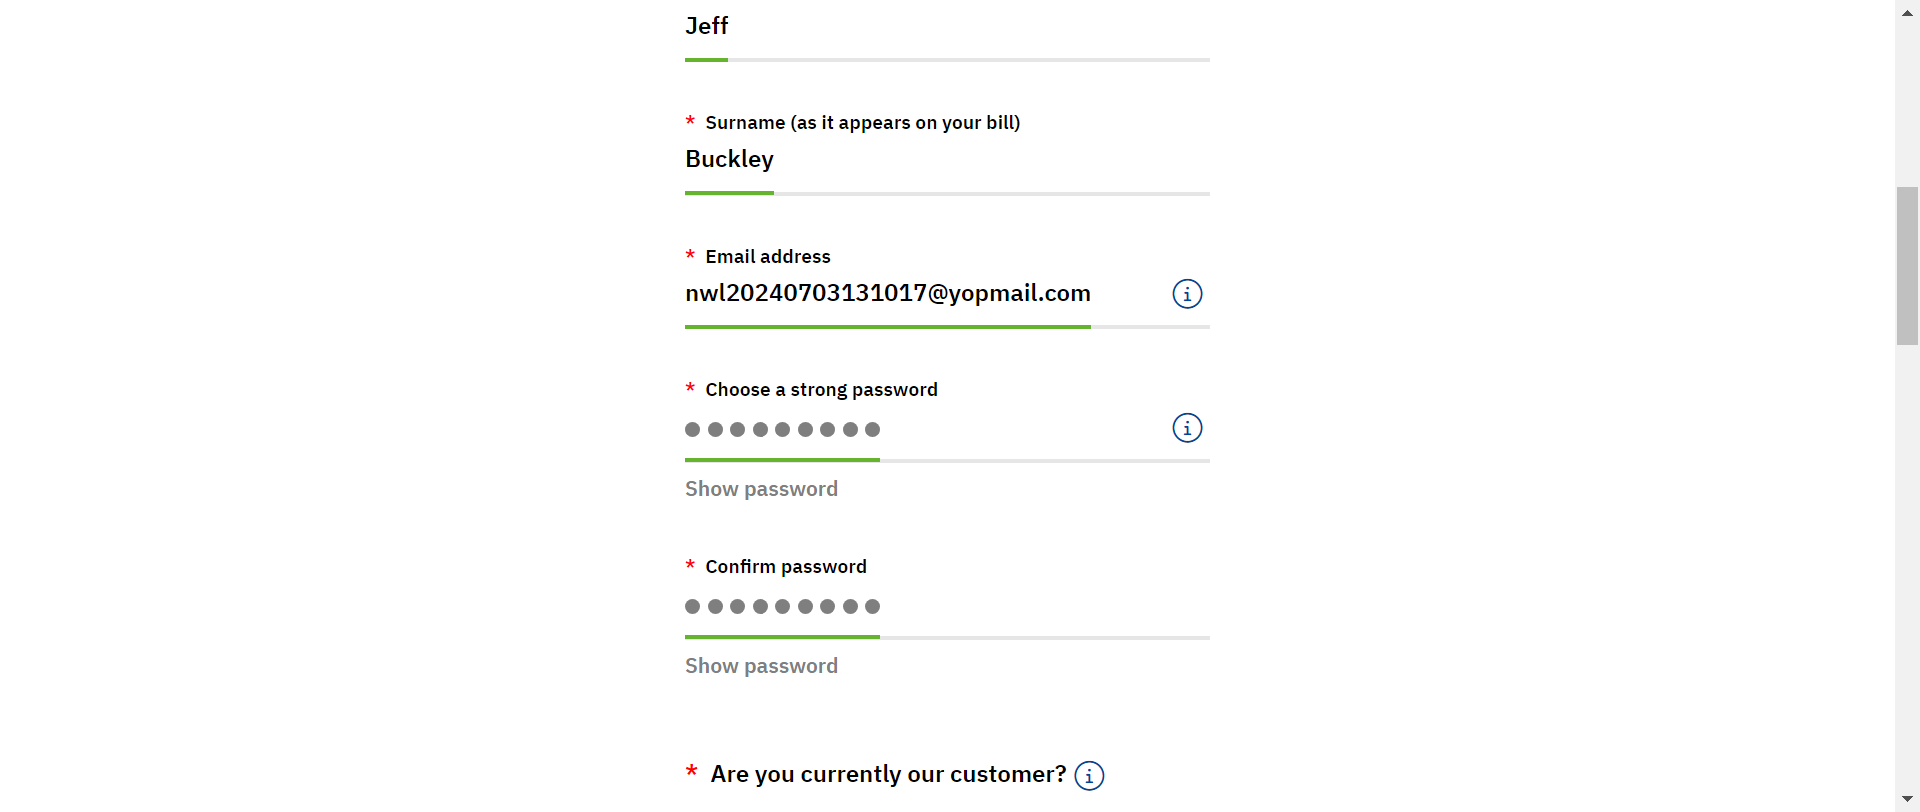 Jeff
* Surname (as it appears on your bill)
Buckley
* Email address
nwl20240703131017@yopmail.com
* Choose a strong password
Show password
* Confirm password
Show password
* Are you currently our customer?